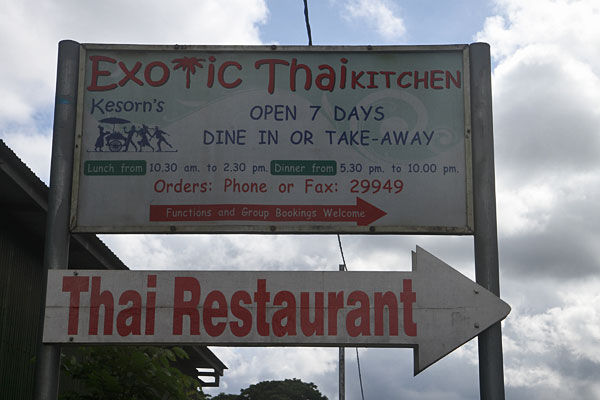 Exotic Thai KITCHEN
Kesorn's
OPEN 7 DAYS
DINE IN OR TAKE-AWAY
Lunch from 10.30 am. to 2.30 pm. Dinner from 5.30 pm. to 10.00 pm.
Orders: Phone or Fax: 29949
Functions and Group Bookings Welcome
Thai Restaurant